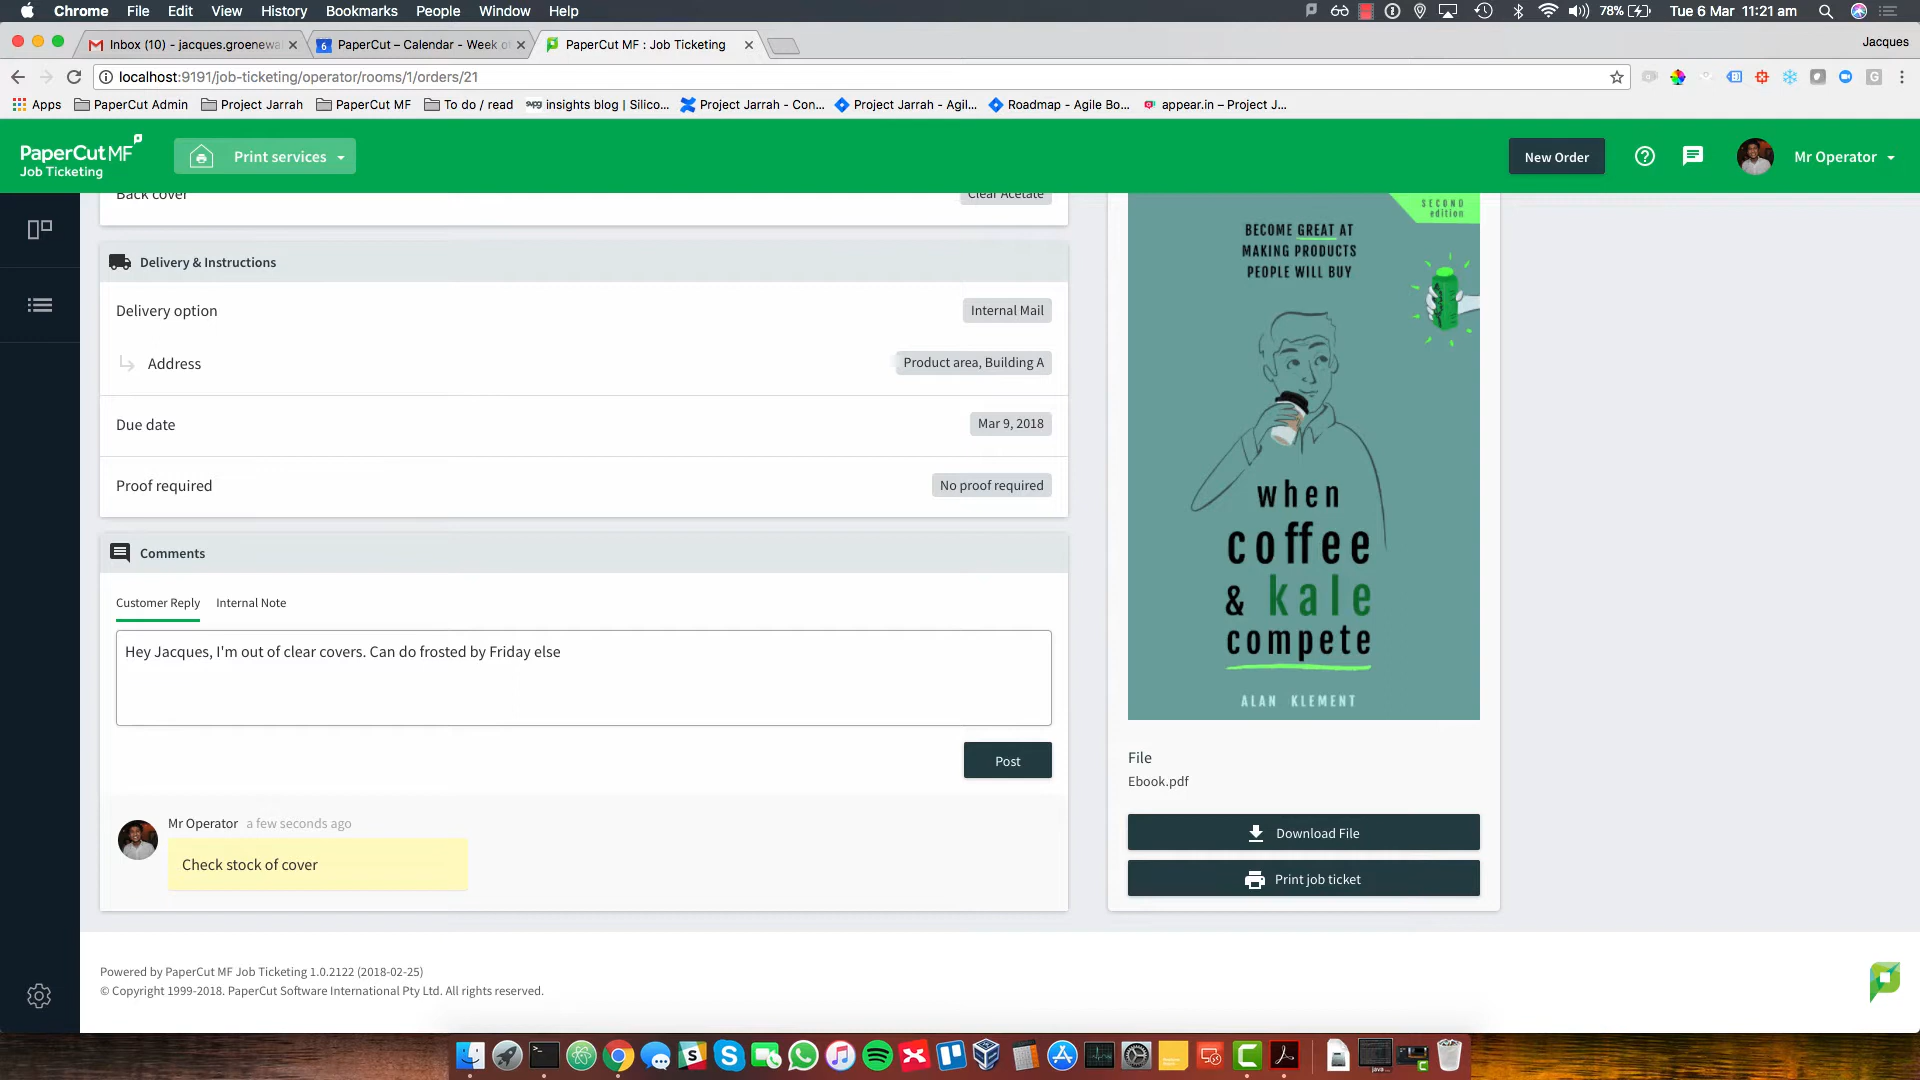 Chrome File Edit View History Bookmarks People Window Help
78% Tue 6 Mar 11:21 am
Inbox (10) - jacques.groenewal
PaperCut – Calendar - Week of
PaperCut MF : Job Ticketing
Jacques
localhost:9191/job-ticketing/operator/rooms/1/orders/21
Apps
PaperCut Admin
Project Jarrah
PaperCut MF
To do / read
insights blog | Silico...
Project Jarrah - Con...
Project Jarrah - Agil...
Roadmap - Agile Bo...
appear.in – Project J...
PaperCut MF
Job Ticketing
Print services
New Order
Mr Operator
Back cover
Clear Acetate
Delivery & Instructions
Delivery option
Internal Mail
Address
Product area, Building A
Due date
Mar 9, 2018
Proof required
No proof required
Comments
Customer Reply
Internal Note
Hey Jacques, I'm out of clear covers. Can do frosted by Friday else
Post
Mr Operator a few seconds ago
Check stock of cover
SECOND
edition
BECOME GREAT AT
MAKING PRODUCTS
PEOPLE WILL BUY
when
coffee
& kale
compete
ALAN KLEMENT
File
Ebook.pdf
Download File
Print job ticket
Powered by PaperCut MF Job Ticketing 1.0.2122 (2018-02-25)
© Copyright 1999-2018. PaperCut Software International Pty Ltd. All rights reserved.